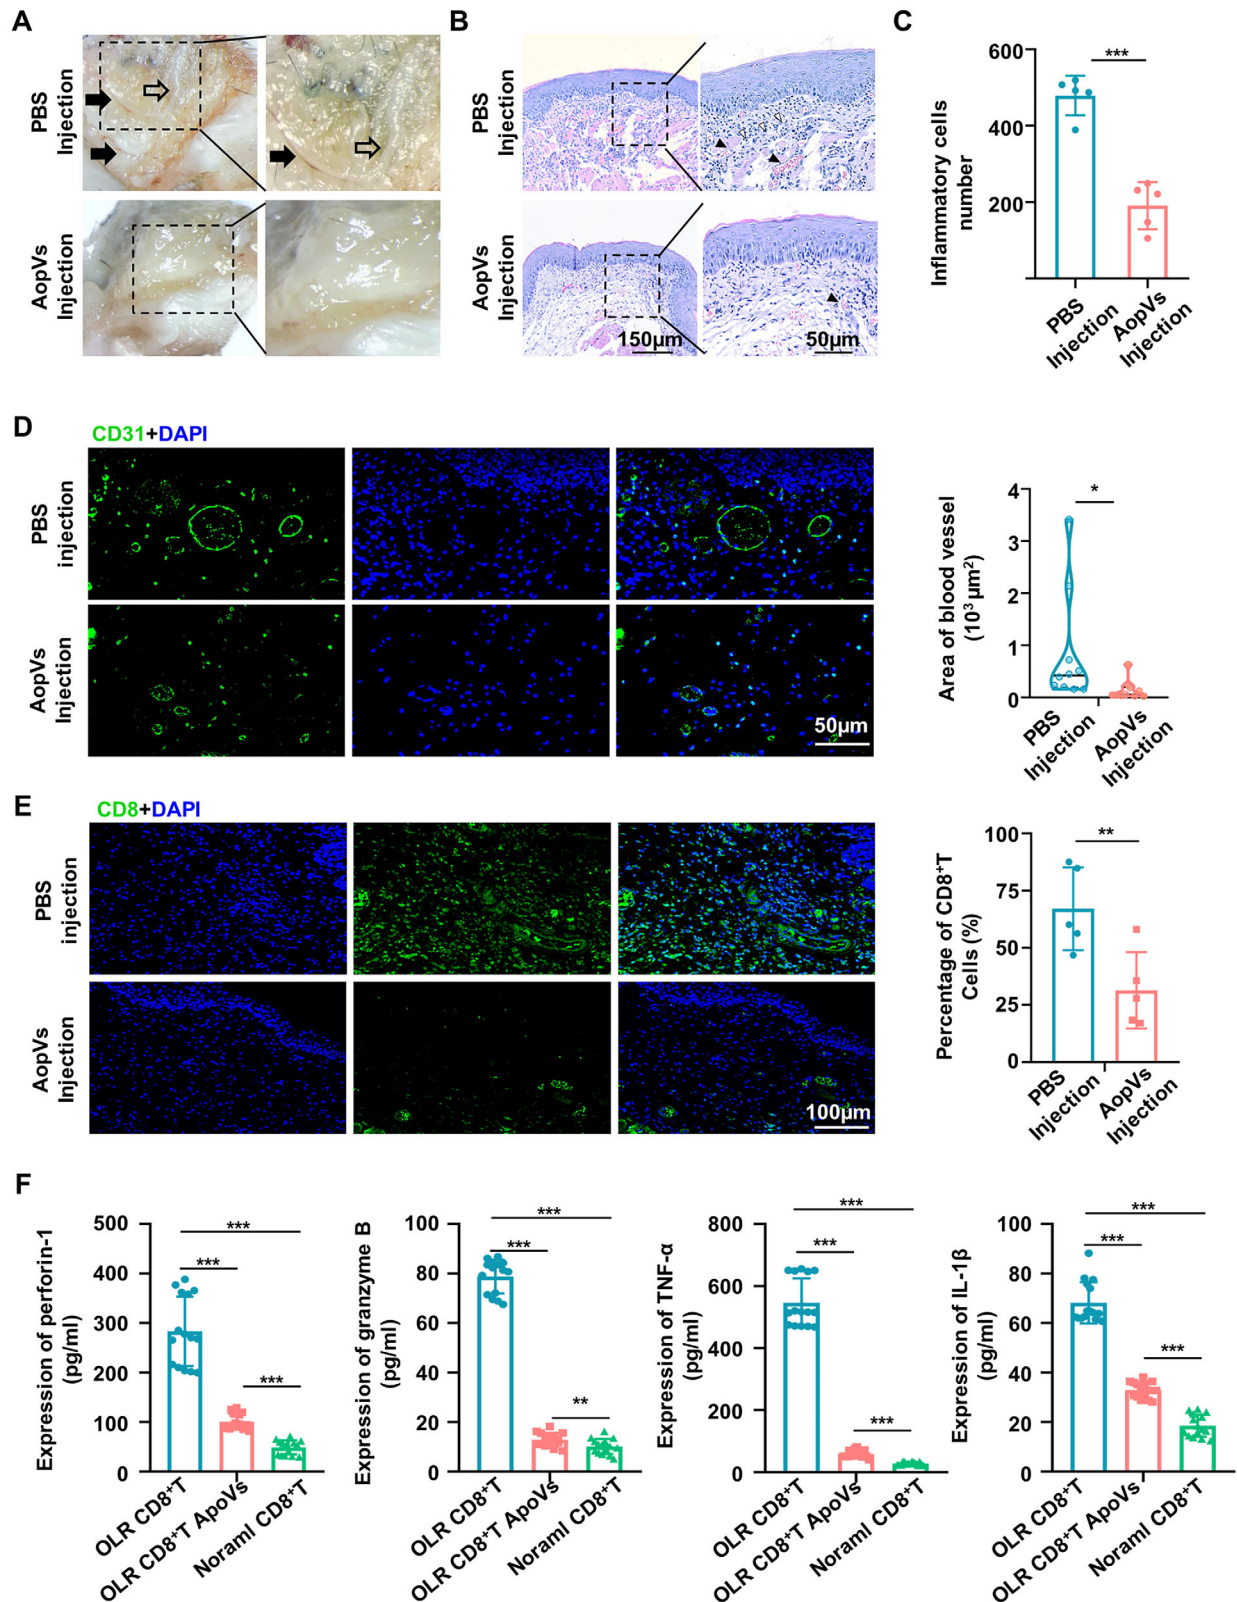 A
PBS
Injection
AopVs
Injection
B
PBS
Injection
AopVs
Injection
150μm
50μm
C
Inflammatory cells
number
600
400
200
***
PBS
Injection
AopVs
Injection
D
CD31+DAPI
PBS
injection
AopVs
Injection
50μm
Area of blood vessel
(10³ μm²)
4
3
2
1
0
*
PBS
Injection
AopVs
Injection
E
CD8+DAPI
PBS
injection
AopVs
Injection
100μm
Percentage of CD8⁺T
Cells (%)
100
75
50
25
0
**
PBS
Injection
AopVs
Injection
F
Expression of perforin-1
(pg/ml)
500
400
300
200
100
0
***
***
***
OLR CD8⁺T
OLR CD8⁺T ApoVs
Noraml CD8⁺T
Expression of granzyme B
(pg/ml)
100
80
60
40
20
0
***
***
**
OLR CD8⁺T
OLR CD8⁺T ApoVs
Noraml CD8⁺T
Expression of TNF-α
(pg/ml)
800
600
400
200
0
***
***
***
OLR CD8⁺T
OLR CD8⁺T ApoVs
Noraml CD8⁺T
Expression of IL-1β
(pg/ml)
100
80
60
40
20
0
***
***
***
OLR CD8⁺T
OLR CD8⁺T ApoVs
Noraml CD8⁺T